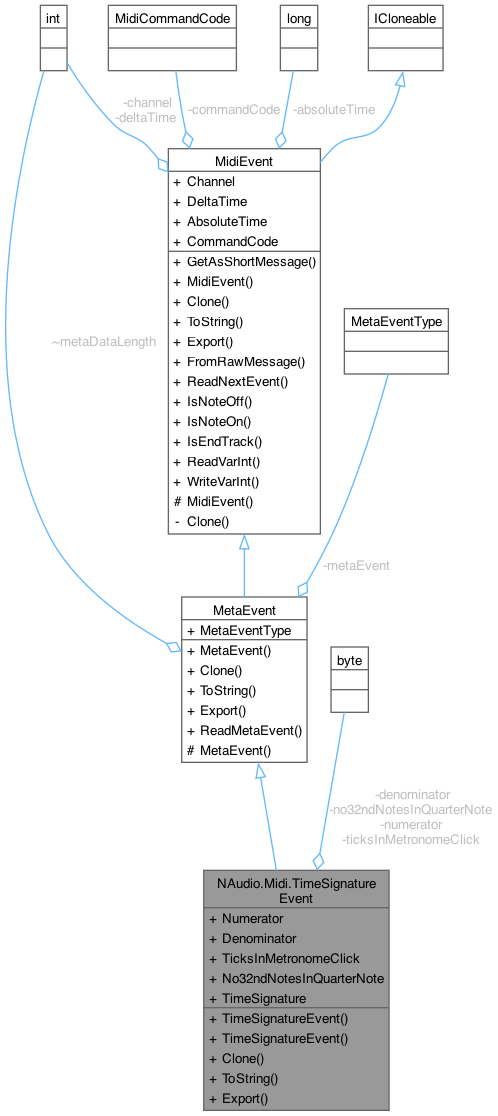 int
MidiCommandCode
long
ICloneable
-channel
-deltaTime
-commandCode
-absoluteTime
MidiEvent
+ Channel
+ DeltaTime
+ AbsoluteTime
+ CommandCode
+ GetAsShortMessage()
+ MidiEvent()
+ Clone()
+ ToString()
+ Export()
+ FromRawMessage()
+ ReadNextEvent()
+ IsNoteOff()
+ IsNoteOn()
+ IsEndTrack()
+ ReadVarInt()
+ WriteVarInt()
# MidiEvent()
- Clone()
~metaDataLength
MetaEventType
-metaEvent
MetaEvent
+ MetaEventType
+ MetaEvent()
+ Clone()
+ ToString()
+ Export()
+ ReadMetaEvent()
# MetaEvent()
byte
-denominator
-no32ndNotesInQuarterNote
-numerator
-ticksInMetronomeClick
NAudio.Midi.TimeSignature
Event
+ Numerator
+ Denominator
+ TicksInMetronomeClick
+ No32ndNotesInQuarterNote
+ TimeSignature
+ TimeSignatureEvent()
+ TimeSignatureEvent()
+ Clone()
+ ToString()
+ Export()